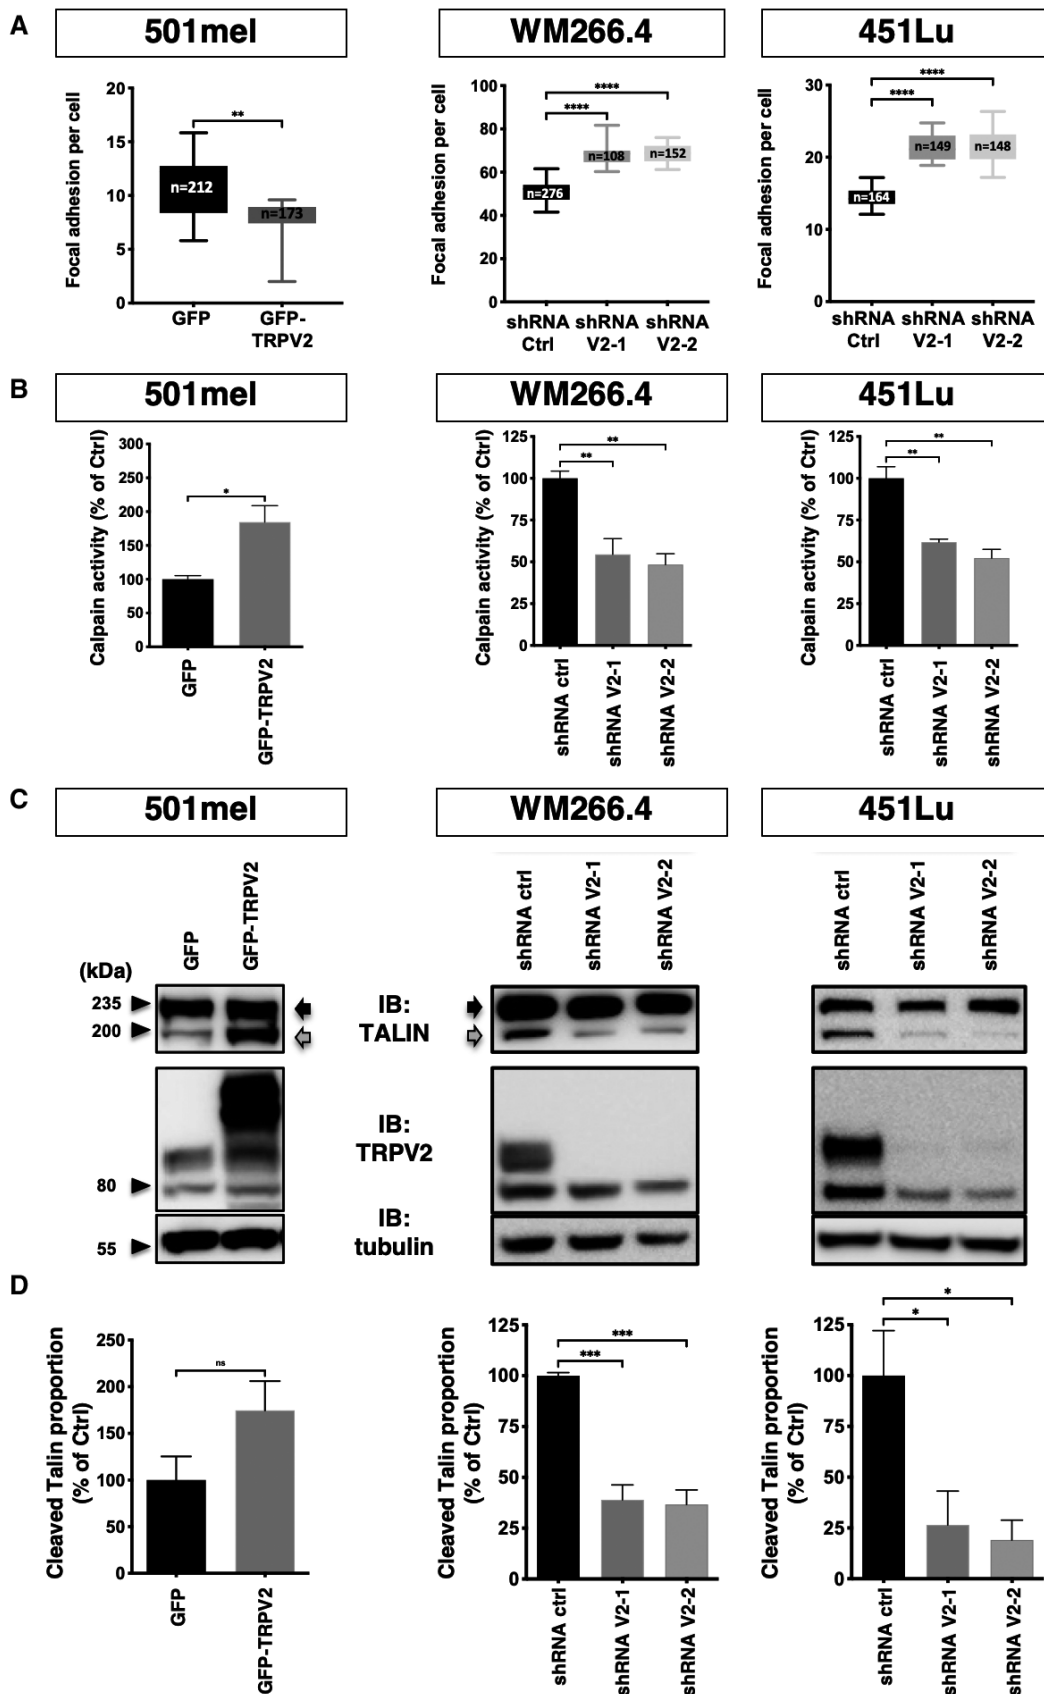 A
501mel
WM266.4
451Lu
Focal adhesion per cell
20
15
10
5
0
**
n=212
n=173
GFP
GFP-
TRPV2
Focal adhesion per cell
100
80
60
40
20
0
****
****
n=276
n=108
n=152
shRNA
Ctrl
shRNA
V2-1
shRNA
V2-2
Focal adhesion per cell
30
20
10
0
****
****
n=164
n=149
n=148
shRNA
Ctrl
shRNA
V2-1
shRNA
V2-2
B
501mel
WM266.4
451Lu
Calpain activity (% of Ctrl)
300
250
200
150
100
50
0
*
GFP
GFP-TRPV2
Calpain activity (% of Ctrl)
125
100
75
50
25
0
**
**
shRNA ctrl
shRNA V2-1
shRNA V2-2
Calpain activity (% of Ctrl)
125
100
75
50
25
0
**
**
shRNA ctrl
shRNA V2-1
shRNA V2-2
C
501mel
WM266.4
451Lu
GFP
GFP-TRPV2
shRNA ctrl
shRNA V2-1
shRNA V2-2
shRNA ctrl
shRNA V2-1
shRNA V2-2
(kDa)
235
200
80
55
IB:
TALIN
IB:
TRPV2
IB:
tubulin
D
Cleaved Talin proportion
(% of Ctrl)
250
200
150
100
50
0
ns
GFP
GFP-TRPV2
Cleaved Talin proportion
(% of Ctrl)
125
100
75
50
25
0
***
***
shRNA ctrl
shRNA V2-1
shRNA V2-2
Cleaved Talin proportion
(% of Ctrl)
125
100
75
50
25
0
*
*
shRNA ctrl
shRNA V2-1
shRNA V2-2